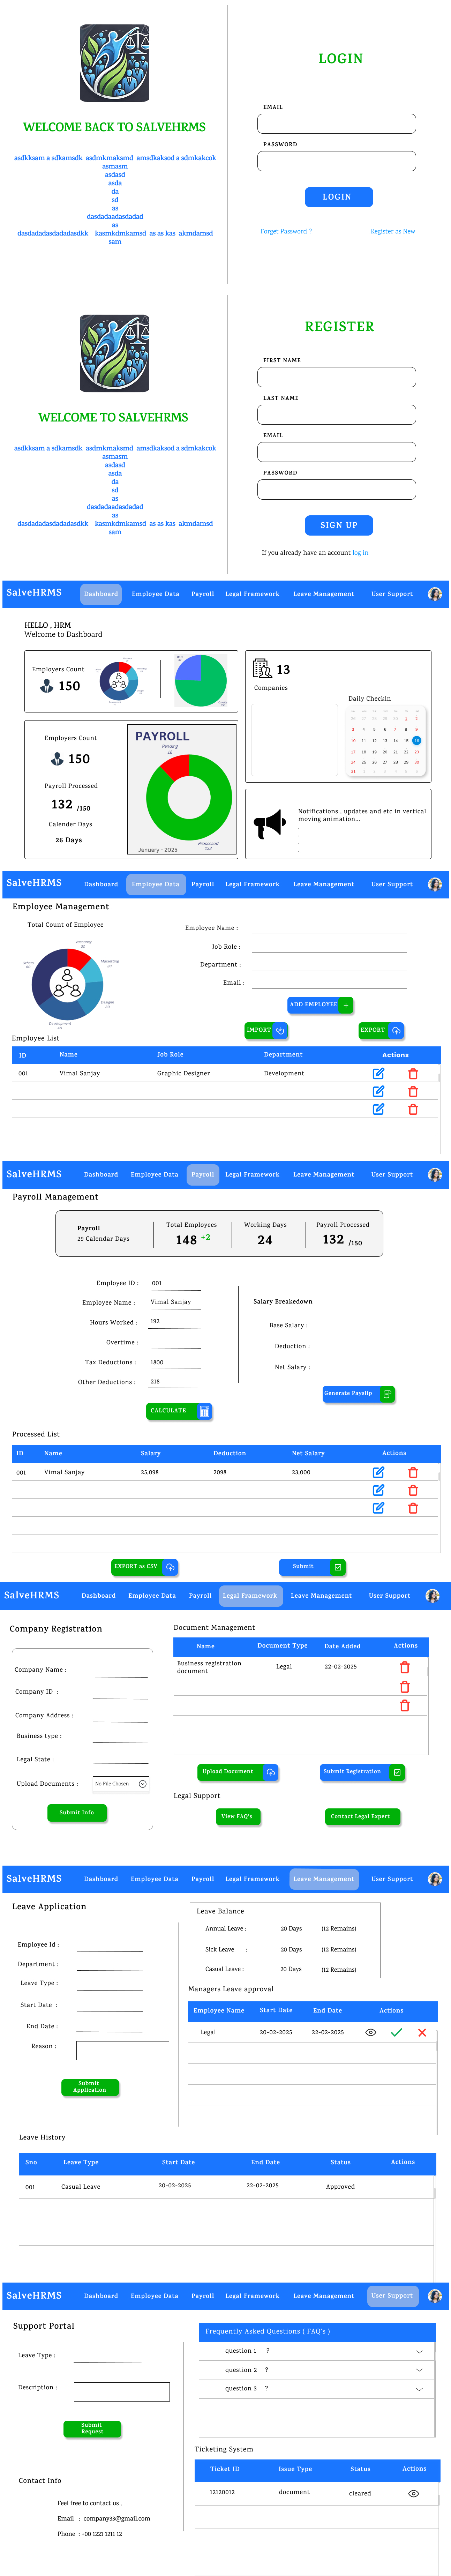 WELCOME BACK TO SALVEHRMS
asdkksam a sdkamsdk asdmkmaksmd amsdkaksod a sdmkakcok
asmasm
asdasd
asda
da
sd
as
dasdadaadasdadad
as
dasdadadasdadadasdkk kasmkdmkamsd as as kas akmdamsd
sam
LOGIN
EMAIL
PASSWORD
LOGIN
Forget Password ?
Register as New
WELCOME TO SALVEHRMS
asdkksam a sdkamsdk asdmkmaksmd amsdkaksod a sdmkakcok
asmasm
asdasd
asda
da
sd
as
dasdadaadasdadad
as
dasdadadasdadadasdkk kasmkdmkamsd as as kas akmdamsd
sam
REGISTER
FIRST NAME
LAST NAME
EMAIL
PASSWORD
SIGN UP
If you already have an account log in
SalveHRMS Dashboard Employee Data Payroll Legal Framework Leave Management User Support
HELLO , HRM
Welcome to Dashboard
Employers Count
150
13
Companies
Daily Checkin
Employers Count
150
Payroll Processed
132 /150
Calender Days
26 Days
PAYROLL
Pending
18
Processed
132
January - 2025
Notifications , updates and etc in vertical
moving animation...
.
.
.
.
SalveHRMS Dashboard Employee Data Payroll Legal Framework Leave Management User Support
Employee Management
Total Count of Employee
Marketing
Development
Employee Name :
Job Role :
Department :
Email :
ADD EMPLOYEE +
IMPORT
EXPORT
Employee List
ID Name Job Role Department Actions
001 Vimal Sanjay Graphic Designer Development
SalveHRMS Dashboard Employee Data Payroll Legal Framework Leave Management User Support
Payroll Management
Payroll
29 Calendar Days
Total Employees
148 +2
Working Days
24
Payroll Processed
132 /150
Employee ID : 001
Employee Name : Vimal Sanjay
Hours Worked : 192
Overtime :
Tax Deductions : 1800
Other Deductions : 218
CALCULATE
Salary Breakdown
Base Salary :
Deduction :
Net Salary :
Generate Payslip
Processed List
ID Name Salary Deduction Net Salary Actions
001 Vimal Sanjay 25,098 2098 23,000
EXPORT as CSV
Submit
SalveHRMS Dashboard Employee Data Payroll Legal Framework Leave Management User Support
Company Registration
Company Name :
Company ID :
Company Address :
Business type :
Legal State :
Upload Documents : No File Chosen
Submit Info
Document Management
Name Document Type Date Added Actions
Business registration
document
Legal 22-02-2025
Upload Document
Submit Registration
Legal Support
View FAQ's
Contact Legal Expert
SalveHRMS Dashboard Employee Data Payroll Legal Framework Leave Management User Support
Leave Application
Employee Id :
Department :
Leave Type :
Start Date :
End Date :
Reason :
Submit
Application
Leave Balance
Annual Leave : 20 Days (12 Remains)
Sick Leave : 20 Days (12 Remains)
Casual Leave : 20 Days (12 Remains)
Managers Leave approval
Employee Name Start Date End Date Actions
Legal 20-02-2025 22-02-2025
Leave History
Sno Leave Type Start Date End Date Status Actions
001 Casual Leave 20-02-2025 22-02-2025 Approved
SalveHRMS Dashboard Employee Data Payroll Legal Framework Leave Management User Support
Support Portal
Leave Type :
Description :
Submit
Request
Contact Info
Feel free to contact us ,
Email : company33@gmail.com
Phone : +00 1221 1211 12
Frequently Asked Questions ( FAQ's )
question 1 ?
question 2 ?
question 3 ?
Ticketing System
Ticket ID Issue Type Status Actions
12120012 document cleared